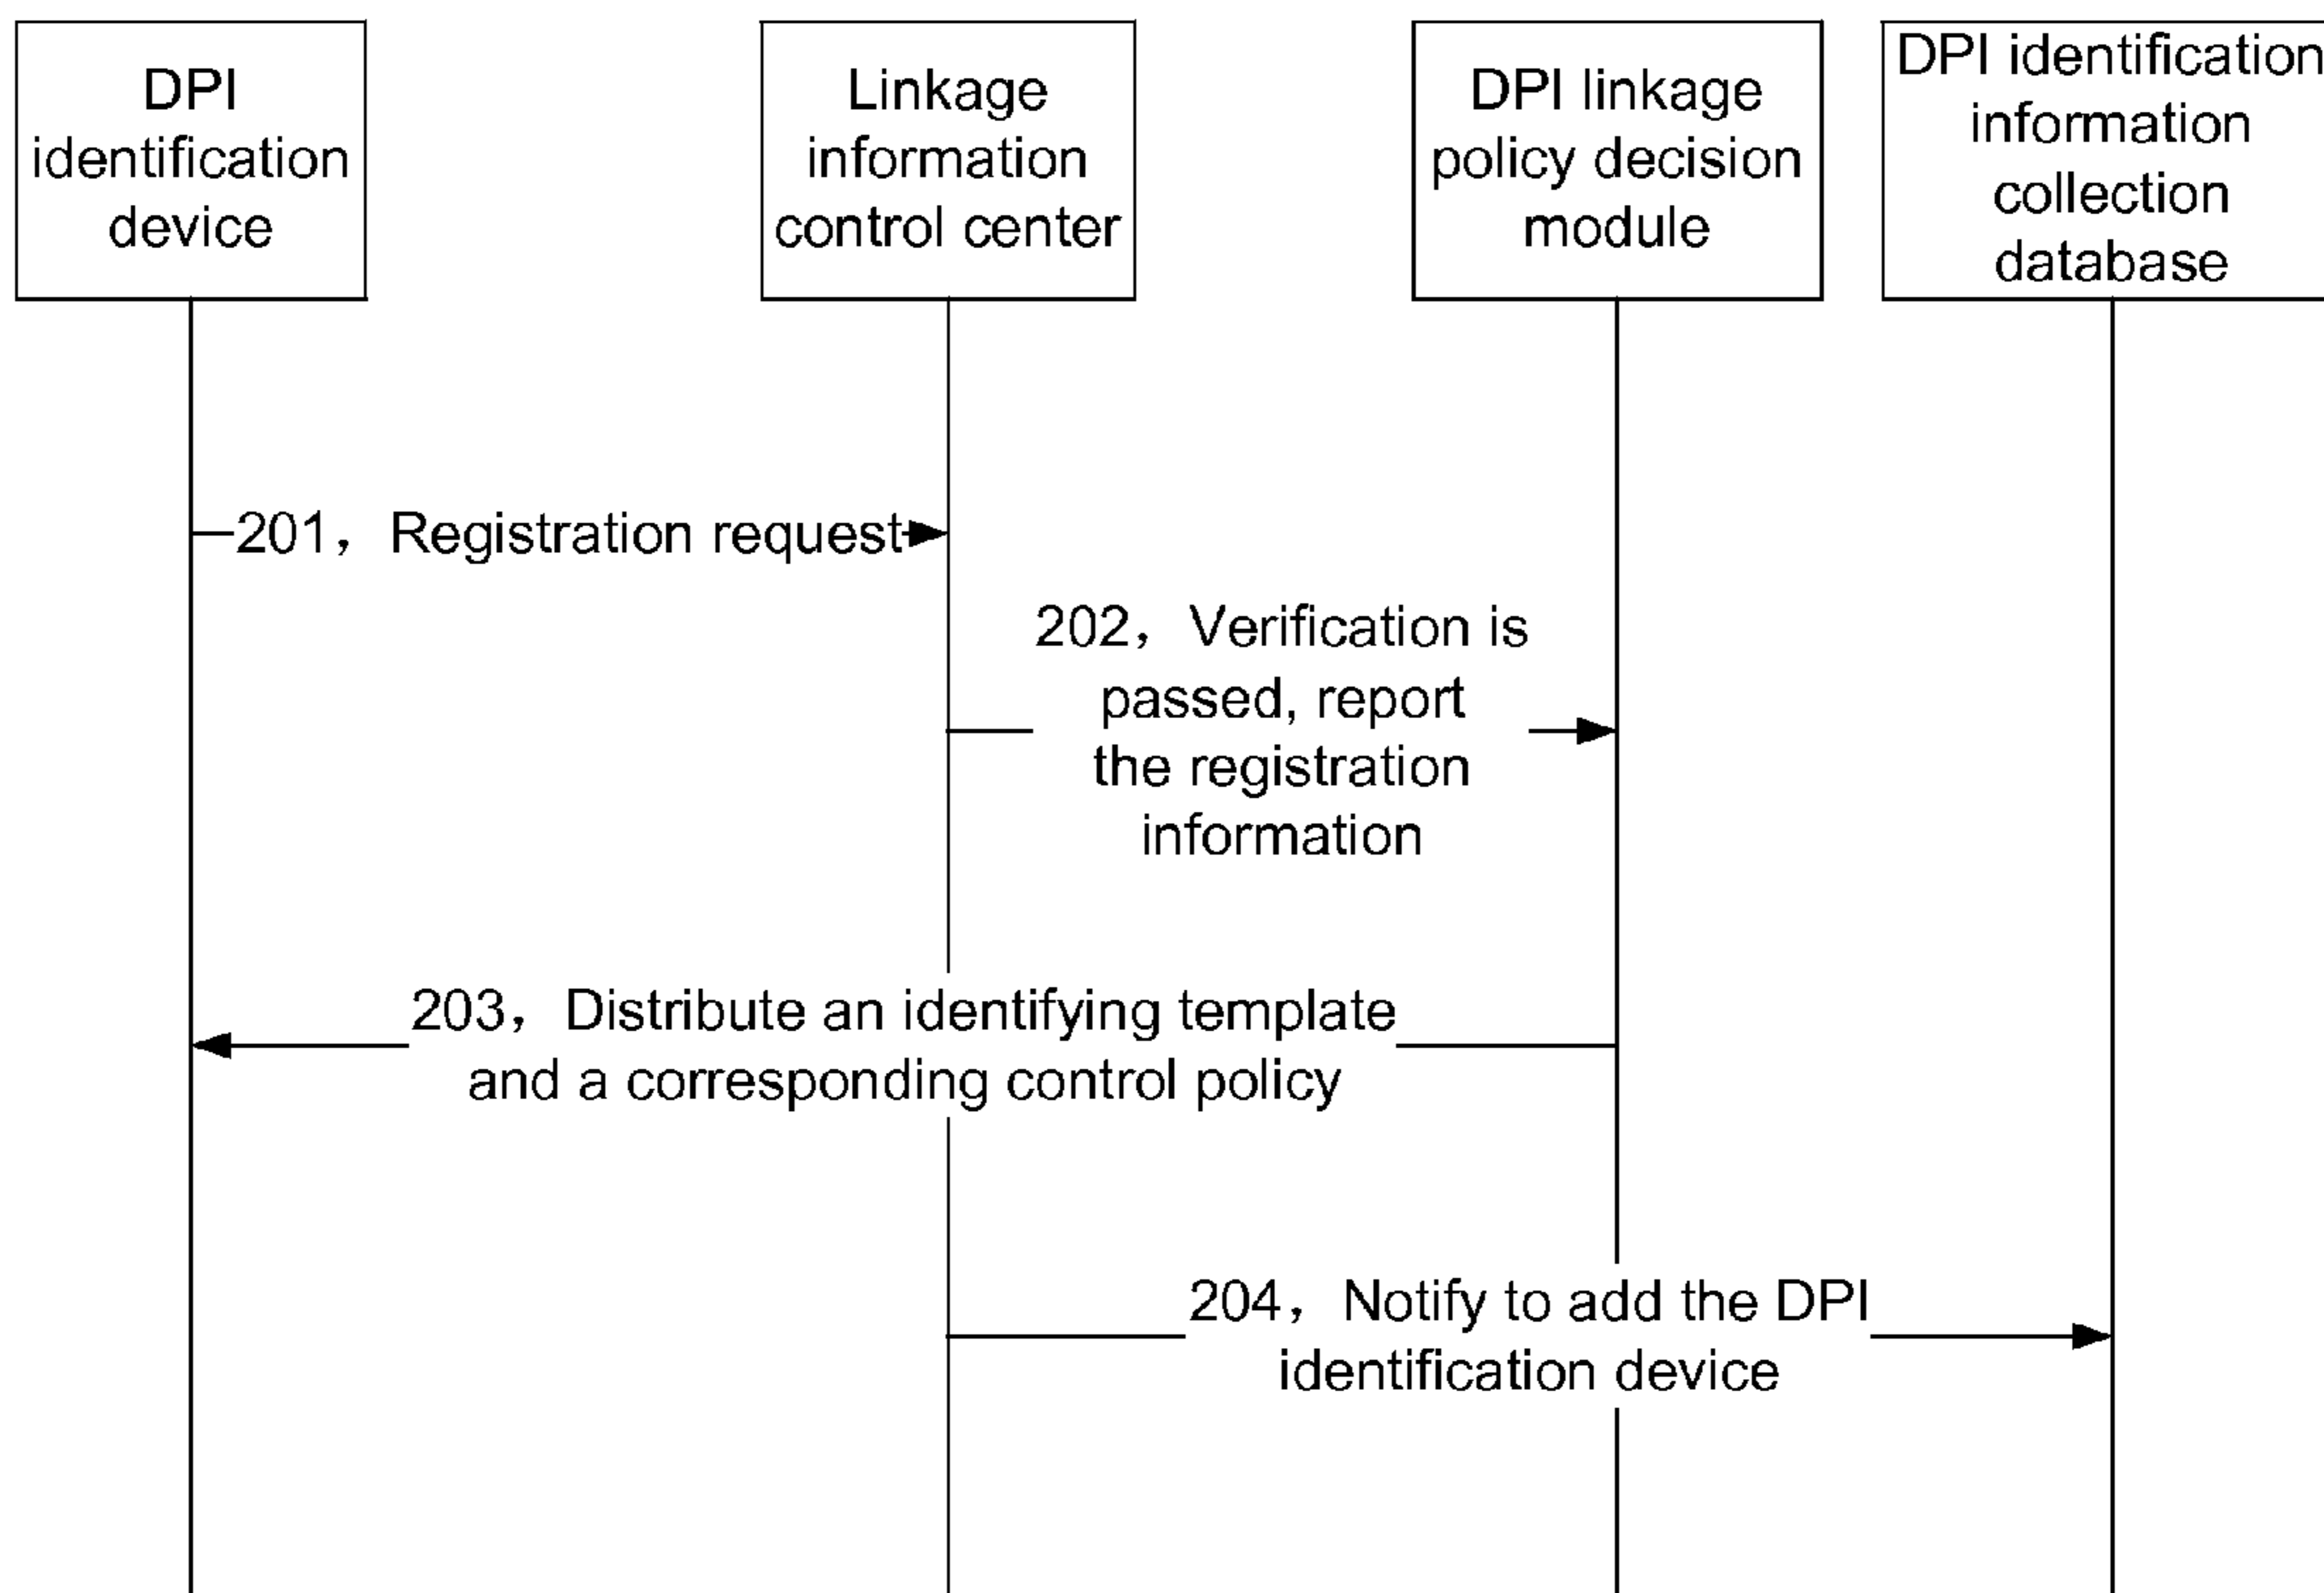 DPI
identification
device
Linkage
information
control center
DPI linkage
policy decision
module
DPI identification
information
collection
database
201, Registration request
202, Verification is
passed, report
the registration
information
203, Distribute an identifying template
and a corresponding control policy
204, Notify to add the DPI
identification device